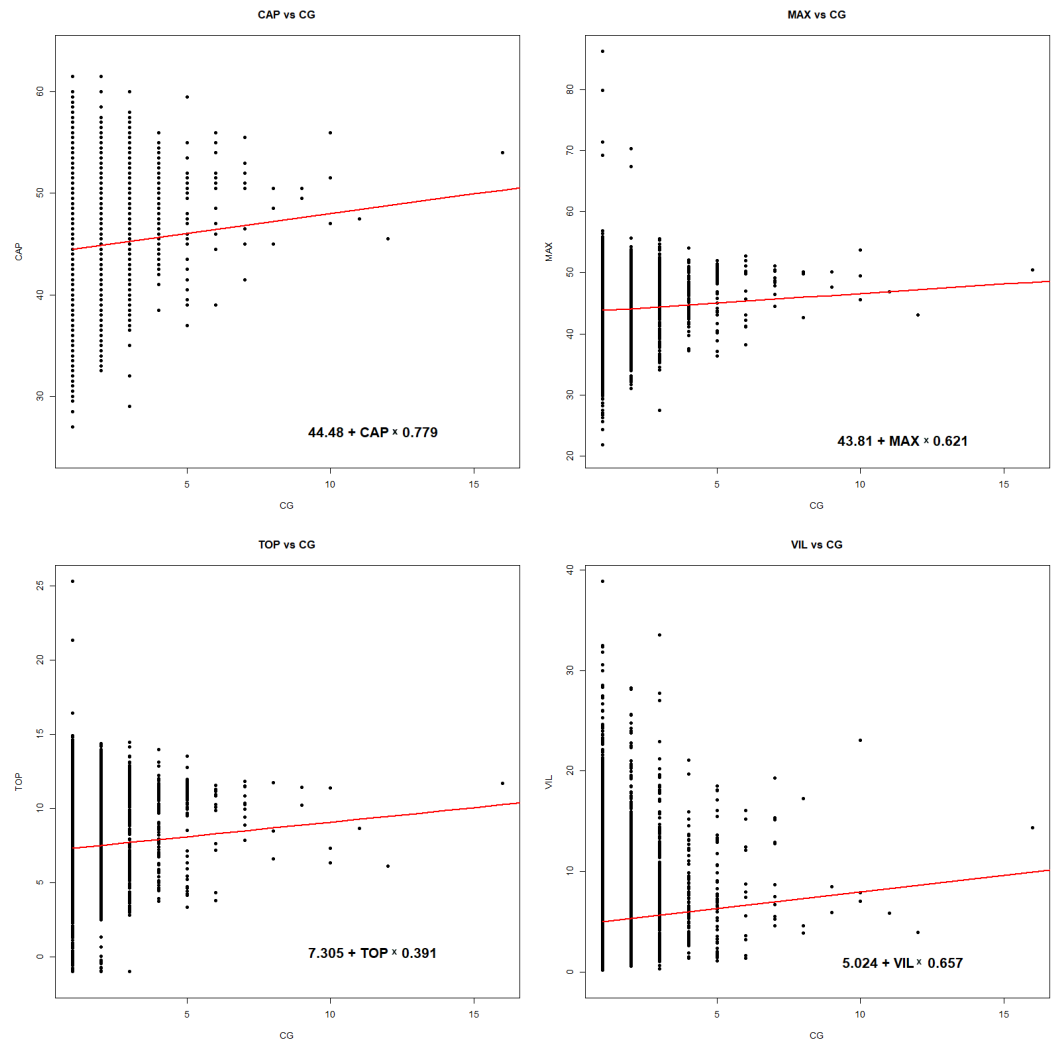 CAP vs CG
60
50
40
30
CAP
44.48 + CAP x 0.779
5
10
15
CG
MAX vs CG
80
70
60
50
40
30
20
MAX
43.81 + MAX x 0.621
5
10
15
CG
TOP vs CG
25
20
15
10
5
0
TOP
7.305 + TOP x 0.391
5
10
15
CG
VIL vs CG
40
30
20
10
0
VIL
5.024 + VIL x 0.657
5
10
15
CG